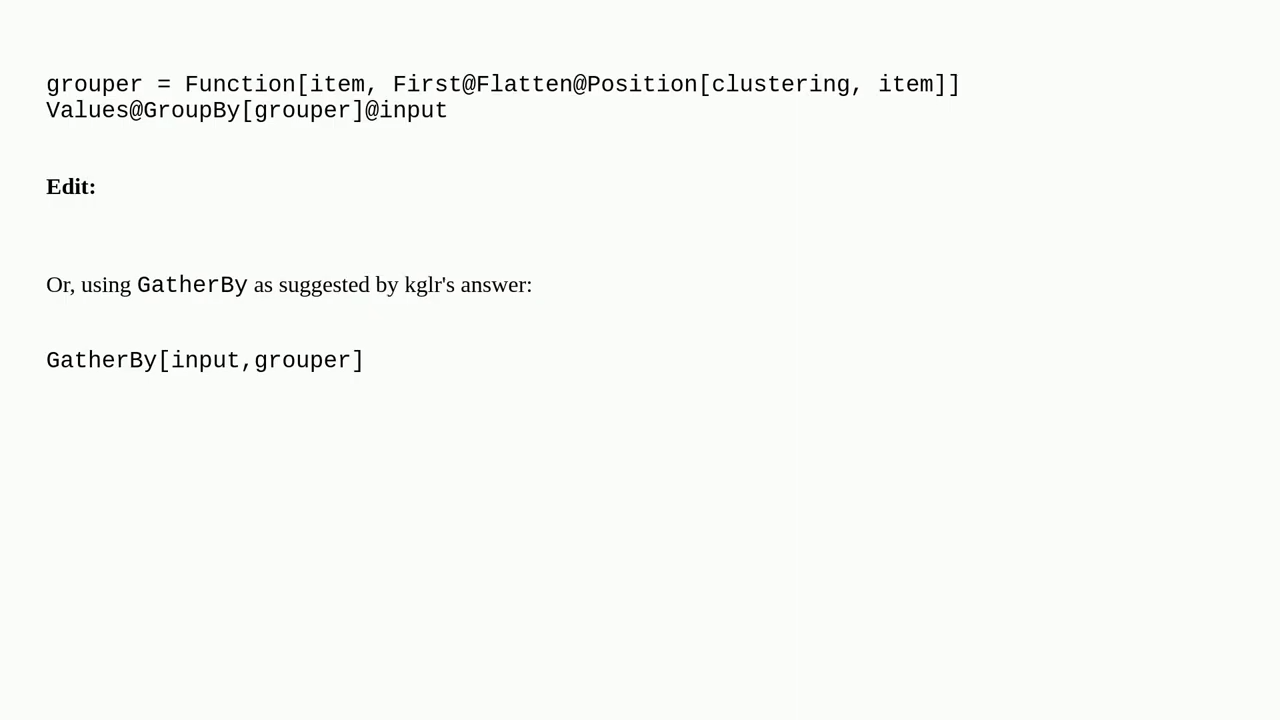 grouper = Function[item, First@Flatten@Position[clustering, item]]
Values@GroupBy[grouper]@input
Edit:
Or, using GatherBy as suggested by kglr's answer:
GatherBy[input,grouper]